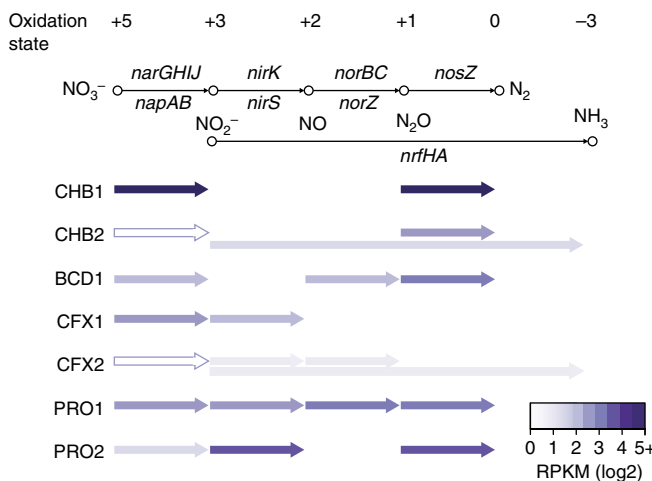 Oxidation state +5 +3 +2 +1 0 –3
narGHIJ nirK norBC nosZ
NO₃⁻ N₂
napAB nirS norZ
NO₂⁻ NO N₂O NH₃
nrfHA
CHB1
CHB2
BCD1
CFX1
CFX2
PRO1
PRO2
0 1 2 3 4 5+
RPKM (log2)